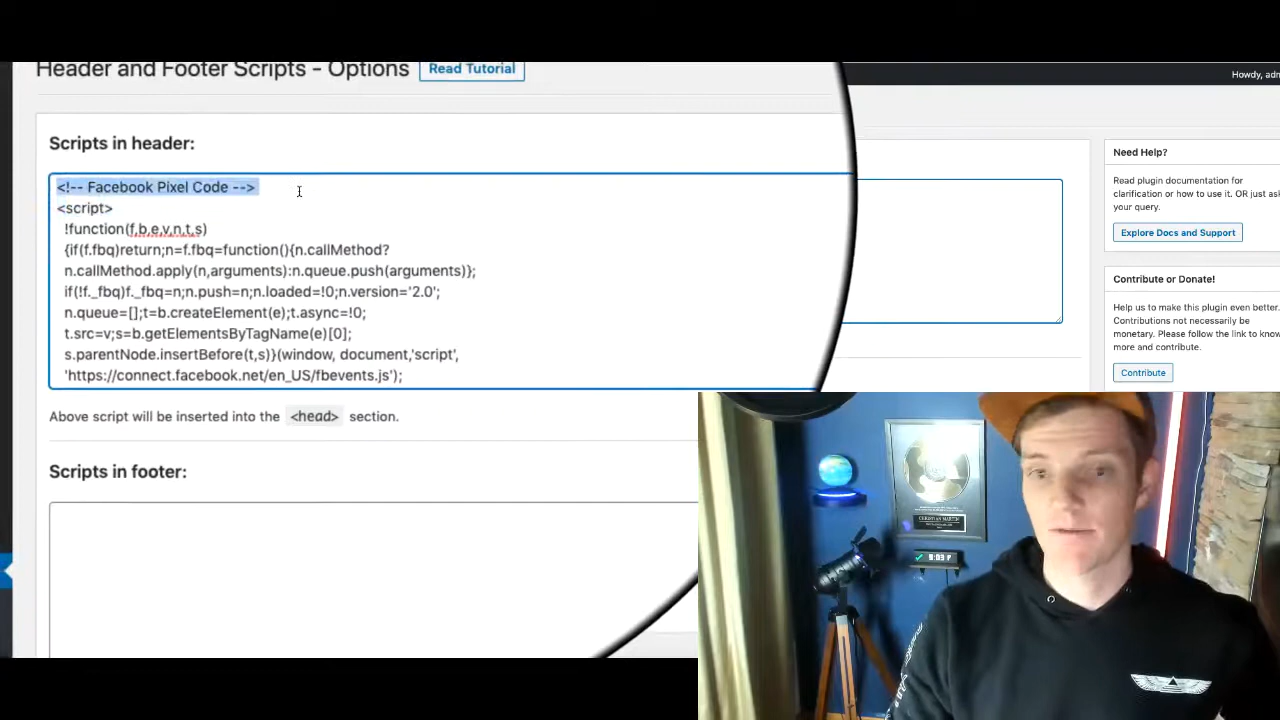 Header and Footer Scripts - Options
Read Tutorial
Howdy, adm
Scripts in header:
<!-- Facebook Pixel Code -->
<script>
!function(f,b,e,v,n,t,s)
{if(f.fbq)return;n=f.fbq=function(){n.callMethod?
n.callMethod.apply(n,arguments):n.queue.push(arguments)};
if(!f._fbq)f._fbq=n;n.push=n;n.loaded=!0;n.version='2.0';
n.queue=[];t=b.createElement(e);t.async=!0;
t.src=v;s=b.getElementsByTagName(e)[0];
s.parentNode.insertBefore(t,s)}(window, document,'script',
'https://connect.facebook.net/en_US/fbevents.js');
Above script will be inserted into the <head> section.
Scripts in footer:
Need Help?
Read plugin documentation for
clarification or how to use it. OR just as
your query.
Explore Docs and Support
Contribute or Donate!
Help us to make this plugin even better.
Contributions not necessarily be
monetary. Please follow the link to know
more and contribute.
Contribute
CHRISTIAN MARTIN